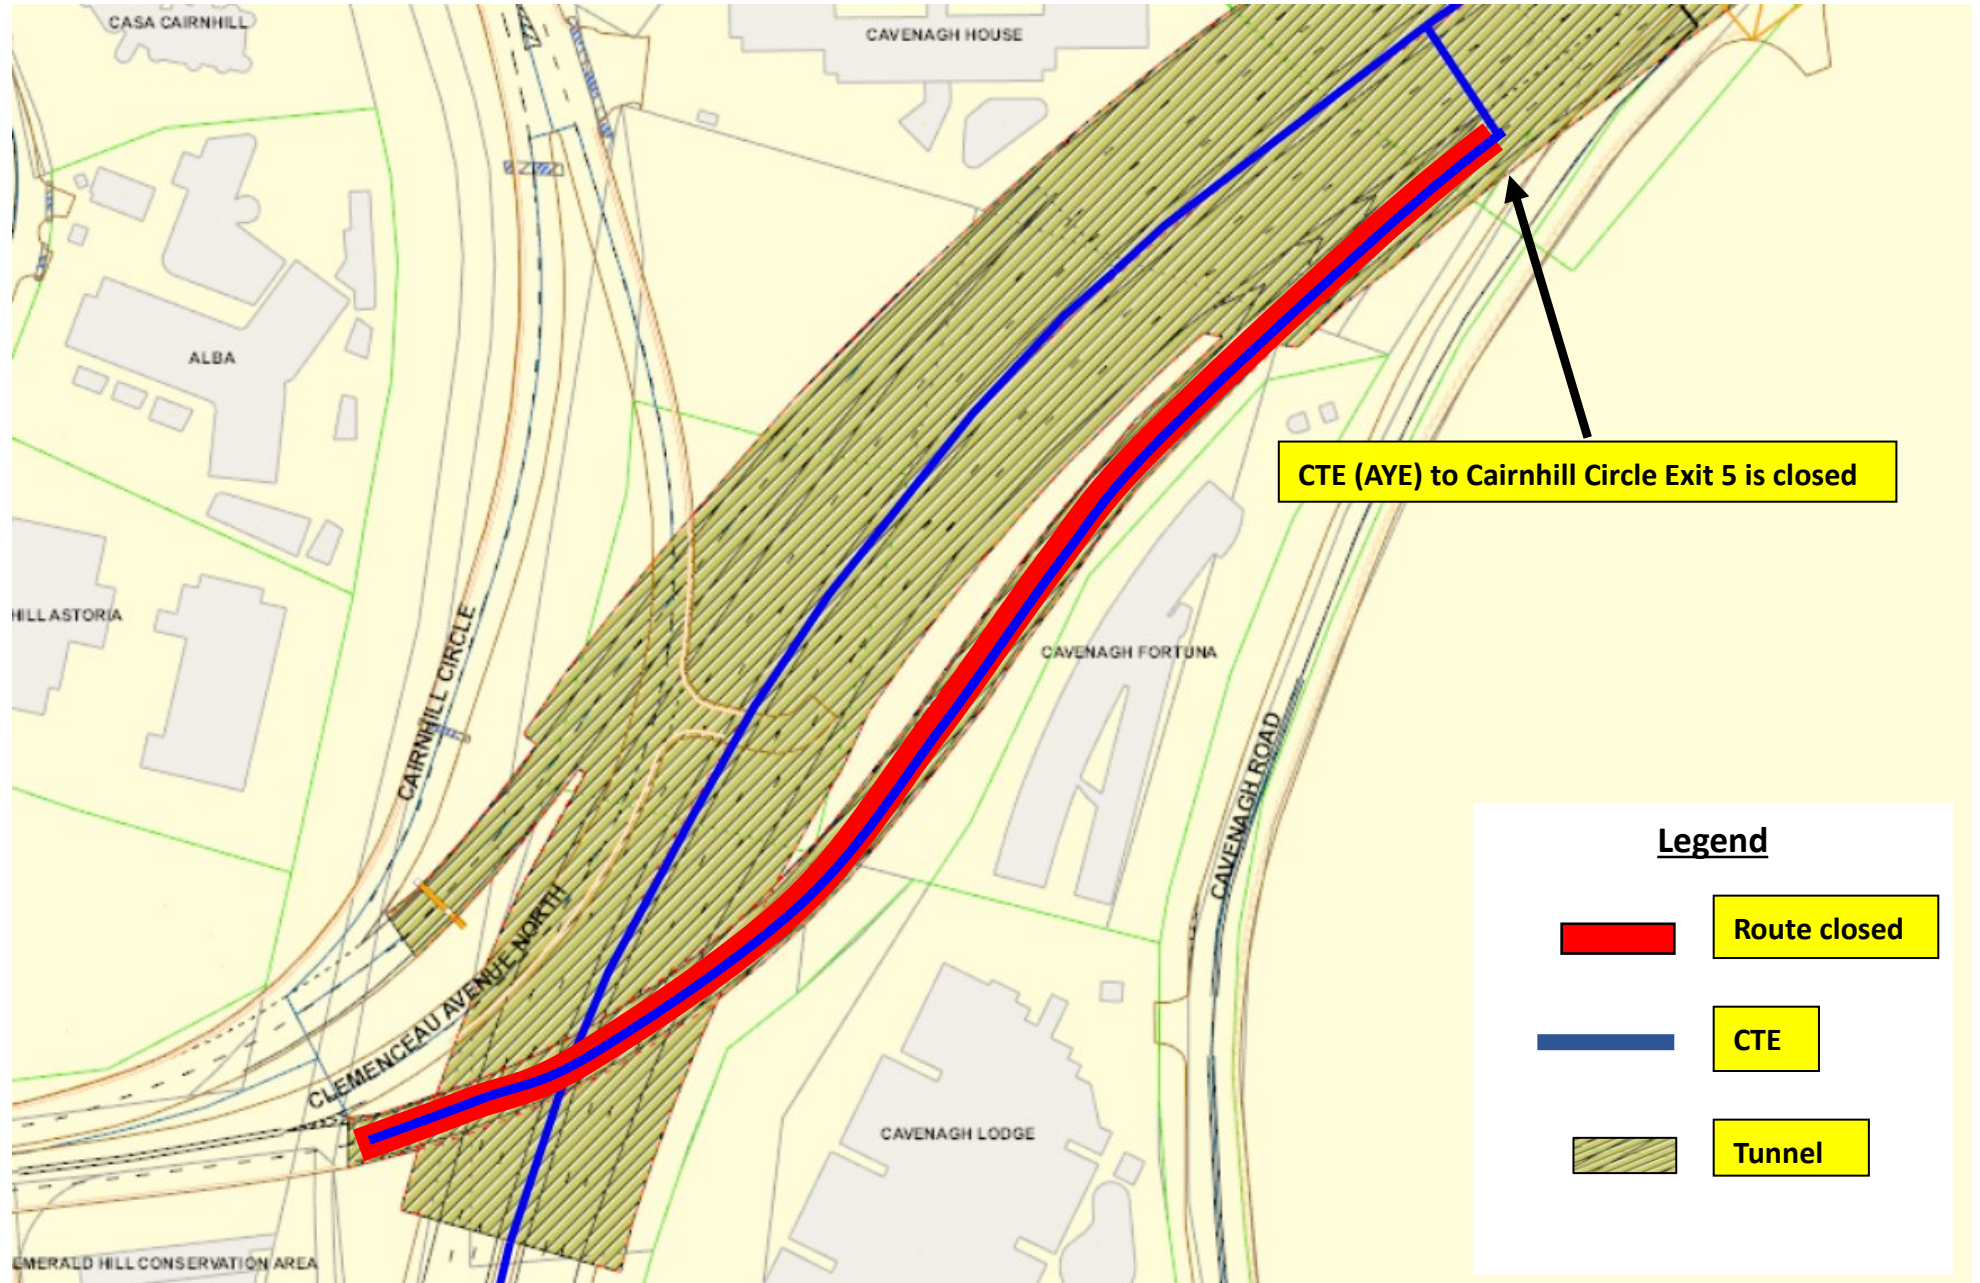 CASA CAIRNHILL
CAVENAGH HOUSE
ALBA
CTE (AYE) to Cairnhill Circle Exit 5 is closed
HILL ASTORIA
CAIRNHILL CIRCLE
CAVENAGH FORTUNA
CAVENAGH ROAD
Legend
Route closed
CTE
Tunnel
CLEMENCEAU AVENUE NORTH
CAVENAGH LODGE
EMERALD HILL CONSERVATION AREA